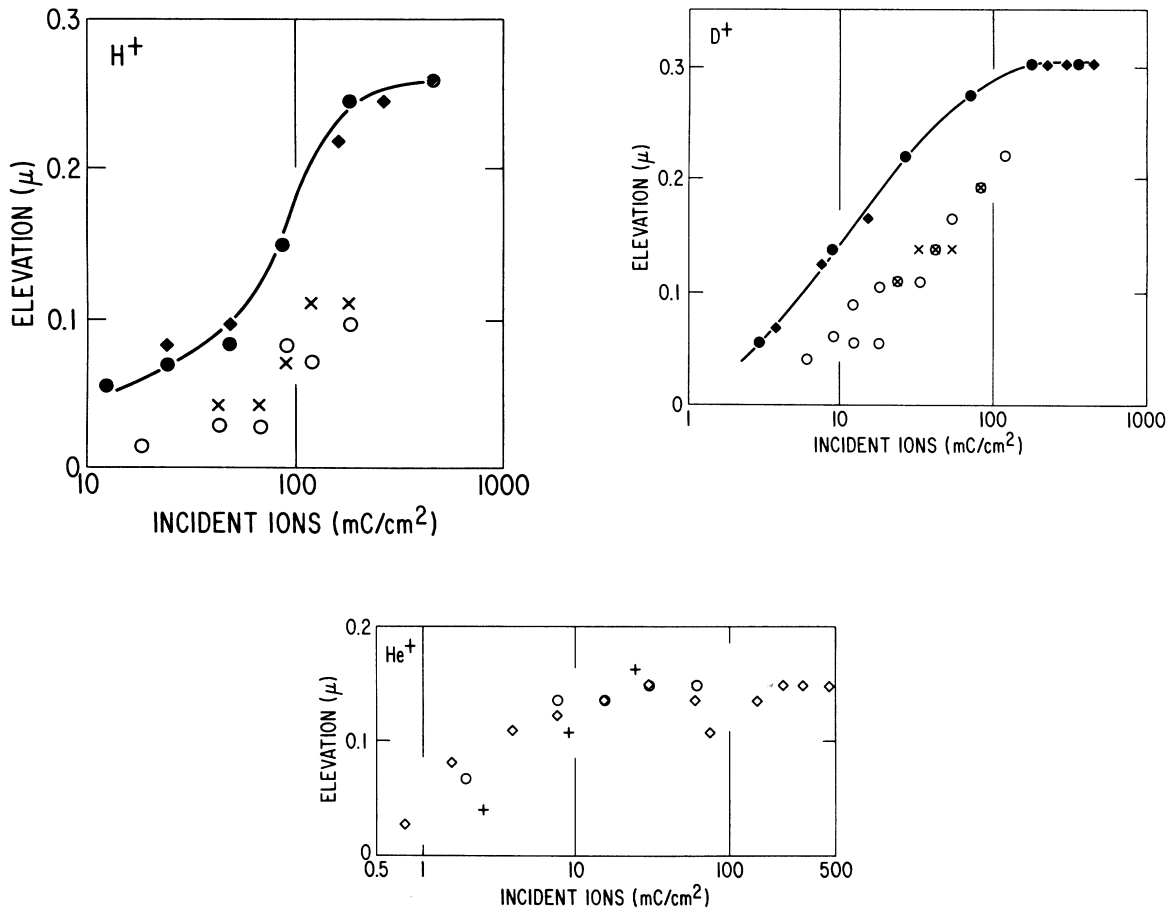 H+
0.3
0.2
0.1
0
ELEVATION (μ)
10
100
1000
INCIDENT IONS (mC/cm2)
D+
0.3
0.2
0.1
0
ELEVATION (μ)
1
10
100
1000
INCIDENT IONS (mC/cm2)
He+
0.2
0.1
0
ELEVATION (μ)
0.5
1
10
100
500
INCIDENT IONS (mC/cm2)